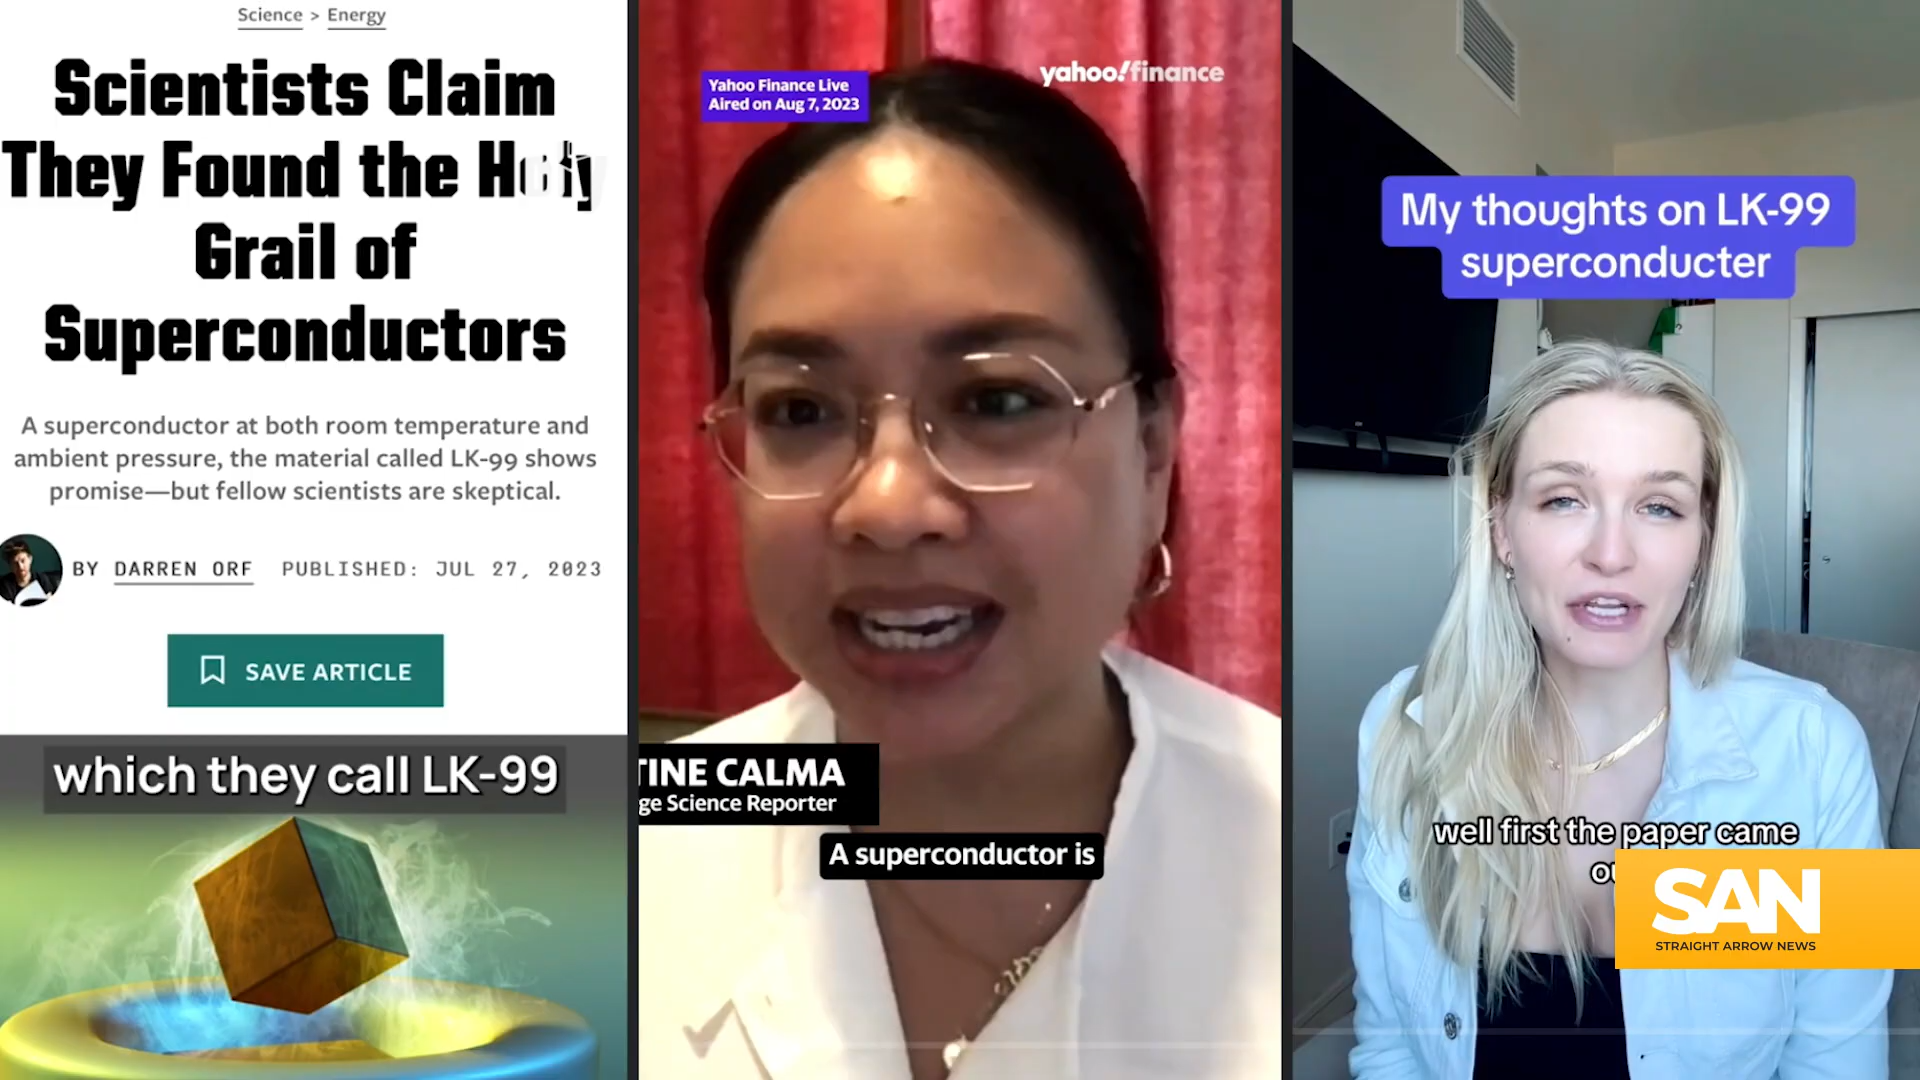 Science > Energy
Scientists Claim
They Found the Holy
Grail of
Superconductors
A superconductor at both room temperature and
ambient pressure, the material called LK-99 shows
promise—but fellow scientists are skeptical.
BY DARREN ORF PUBLISHED: JUL 27, 2023
SAVE ARTICLE
which they call LK-99
yahoo!finance
Yahoo Finance Live
Aired on Aug 7, 2023
TINE CALMA
ge Science Reporter
A superconductor is
My thoughts on LK-99
superconducter
well first the paper came
SAN
STRAIGHT ARROW NEWS